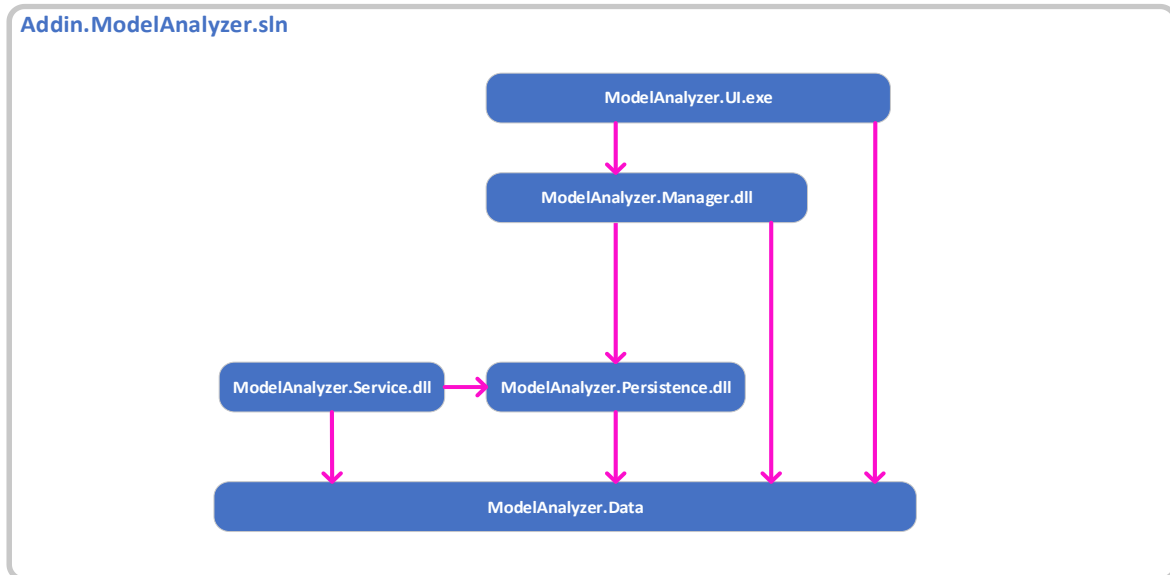 Addin.ModelAnalyzer.sln
ModelAnalyzer.UI.exe
ModelAnalyzer.Manager.dll
ModelAnalyzer.Service.dll
ModelAnalyzer.Persistence.dll
ModelAnalyzer.Data